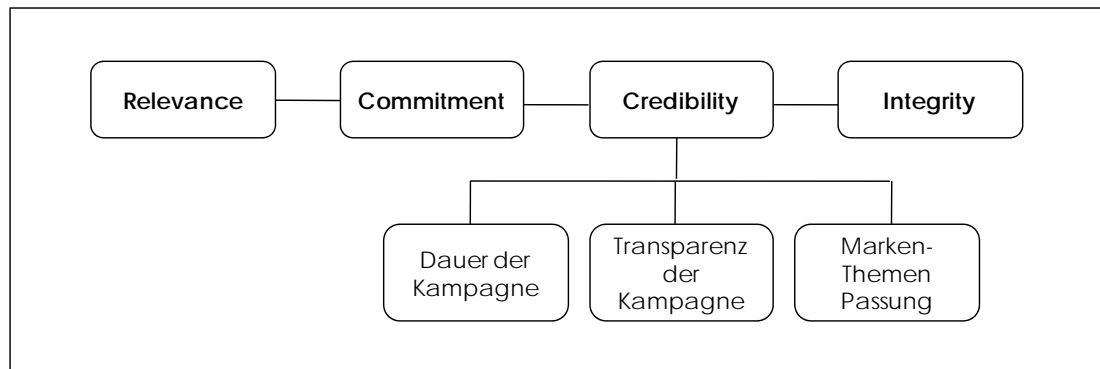 Relevance
Commitment
Credibility
Integrity
Dauer der
Kampagne
Transparenz
der
Kampagne
Marken-
Themen
Passung